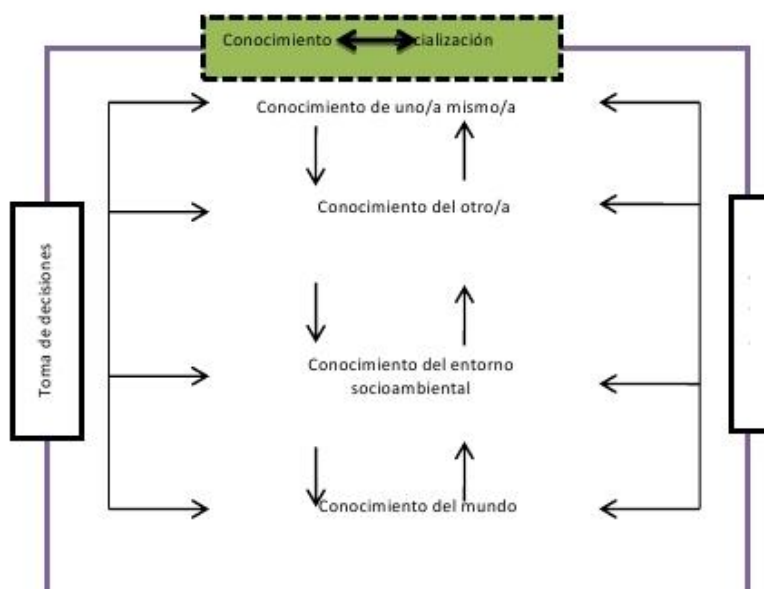 Conocimiento cialización
Conocimiento de uno/a mismo/a
Conocimiento del otro/a
Toma de decisiones
Conocimiento del entorno
socioambiental
Conocimiento del mundo